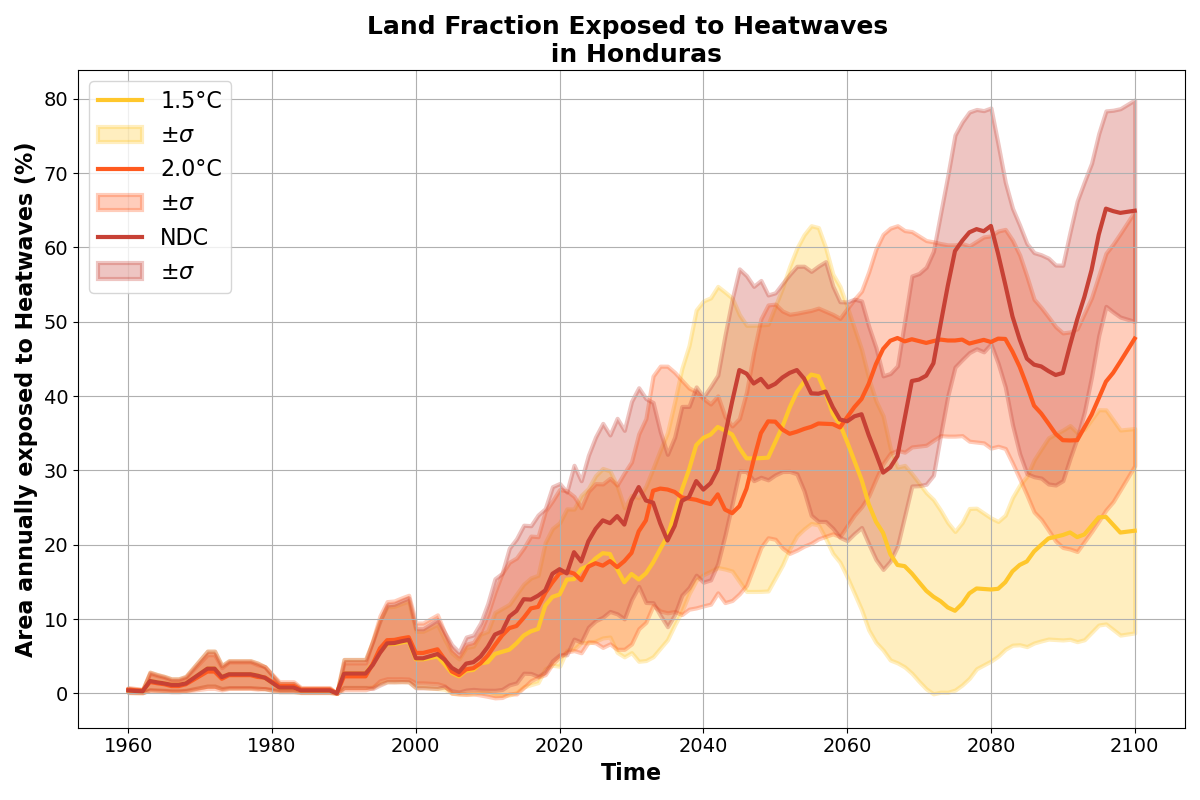 Land Fraction Exposed to Heatwaves
in Honduras
Area annually exposed to Heatwaves (%)
80
70
60
50
40
30
20
10
0
1.5°C
±σ
2.0°C
±σ
NDC
±σ
1960
1980
2000
2020
2040
2060
2080
2100
Time